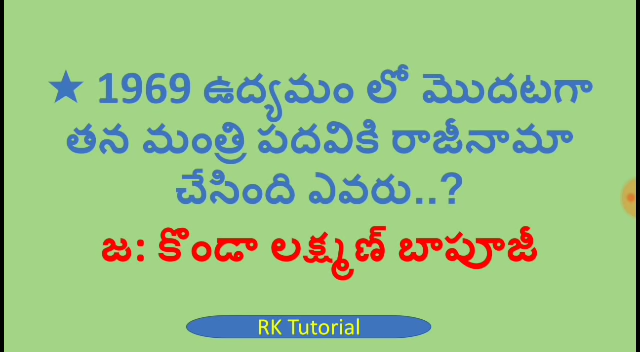 ★ 1969 ఉద్యమం లో మొదటగా
తన మంత్రి పదవికి రాజీనామా
చేసింది ఎవరు..?
జ: కొండా లక్ష్మణ్ బాపూజీ
RK Tutorial